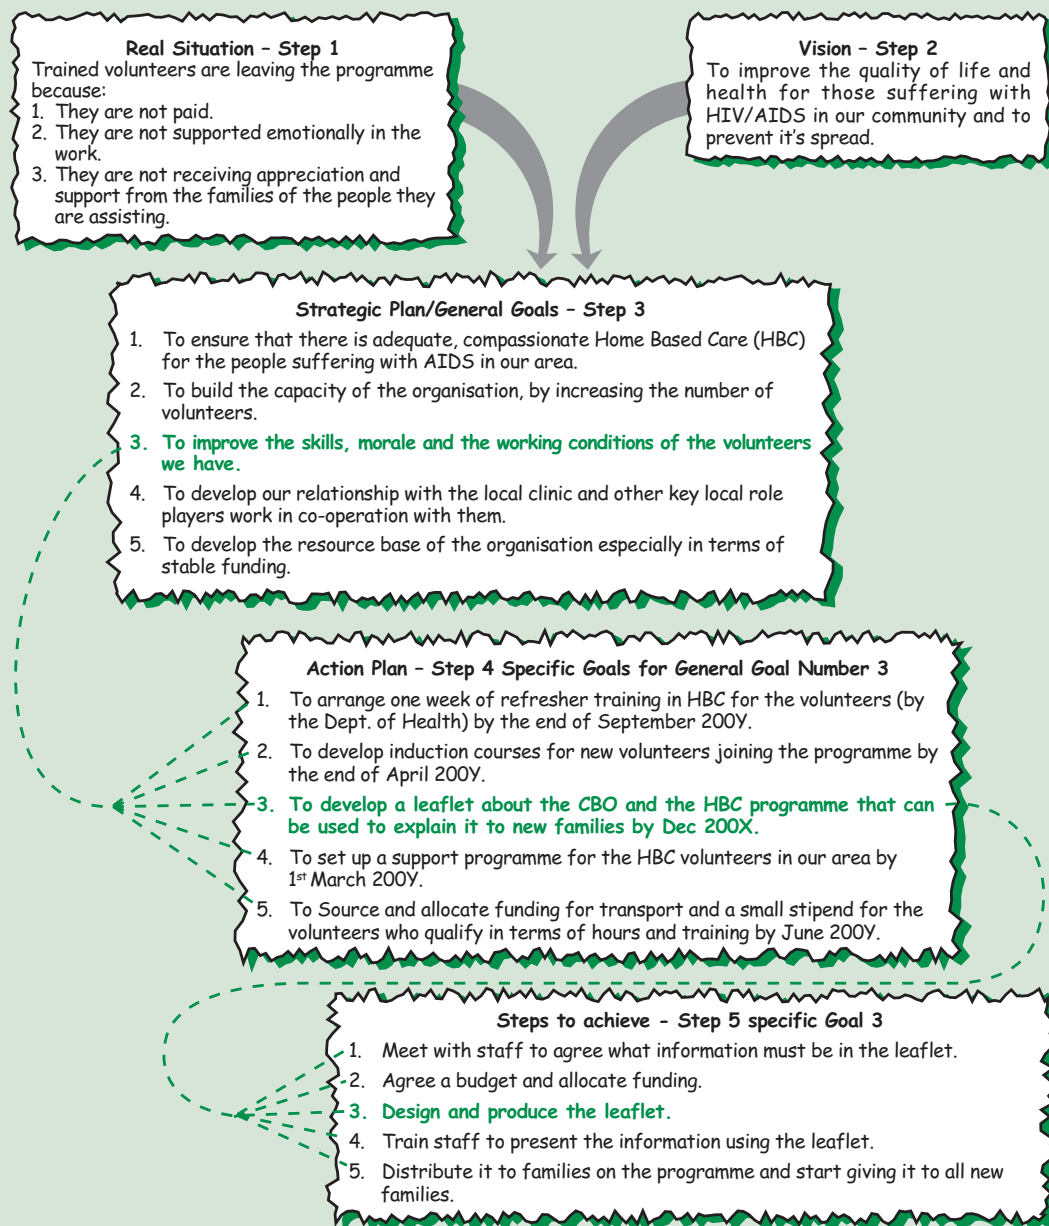 Real Situation – Step 1
Trained volunteers are leaving the programme
because:
1. They are not paid.
2. They are not supported emotionally in the
work.
3. They are not receiving appreciation and
support from the families of the people they
are assisting.
Vision – Step 2
To improve the quality of life and
health for those suffering with
HIV/AIDS in our community and to
prevent it's spread.
Strategic Plan/General Goals – Step 3
1. To ensure that there is adequate, compassionate Home Based Care (HBC)
for the people suffering with AIDS in our area.
2. To build the capacity of the organisation, by increasing the number of
volunteers.
3. To improve the skills, morale and the working conditions of the volunteers
we have.
4. To develop our relationship with the local clinic and other key local role
players work in co-operation with them.
5. To develop the resource base of the organisation especially in terms of
stable funding.
Action Plan – Step 4 Specific Goals for General Goal Number 3
1. To arrange one week of refresher training in HBC for the volunteers (by
the Dept. of Health) by the end of September 200Y.
2. To develop induction courses for new volunteers joining the programme by
the end of April 200Y.
3. To develop a leaflet about the CBO and the HBC programme that can
be used to explain it to new families by Dec 200X.
4. To set up a support programme for the HBC volunteers in our area by
1st March 200Y.
5. To Source and allocate funding for transport and a small stipend for the
volunteers who qualify in terms of hours and training by June 200Y.
Steps to achieve - Step 5 specific Goal 3
1. Meet with staff to agree what information must be in the leaflet.
2. Agree a budget and allocate funding.
3. Design and produce the leaflet.
4. Train staff to present the information using the leaflet.
5. Distribute it to families on the programme and start giving it to all new
families.